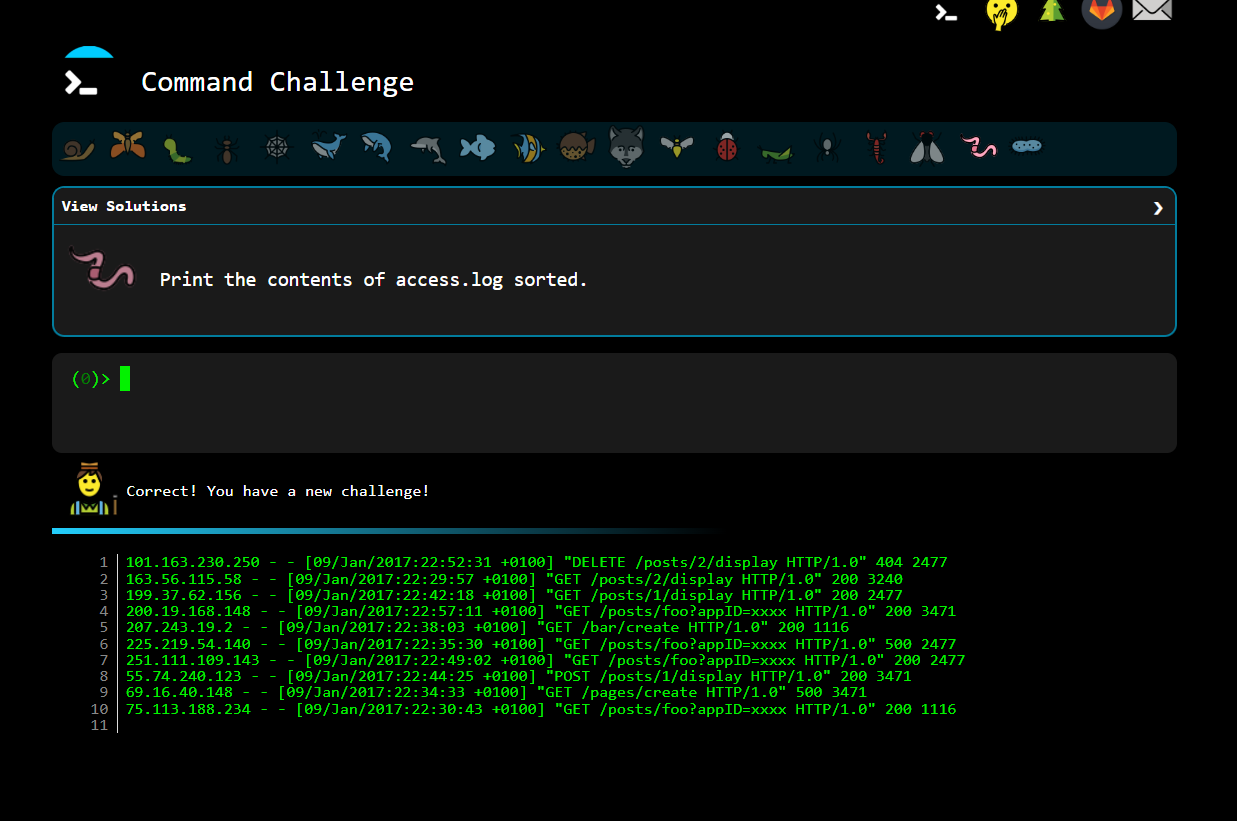 Command Challenge
View Solutions
Print the contents of access.log sorted.
(0)>
Correct! You have a new challenge!
1 101.163.230.250 - - [09/Jan/2017:22:52:31 +0100] "DELETE /posts/2/display HTTP/1.0" 404 2477
2 163.56.115.58 - - [09/Jan/2017:22:29:57 +0100] "GET /posts/2/display HTTP/1.0" 200 3240
3 199.37.62.156 - - [09/Jan/2017:22:42:18 +0100] "GET /posts/1/display HTTP/1.0" 200 2477
4 200.19.168.148 - - [09/Jan/2017:22:57:11 +0100] "GET /posts/foo?appID=xxxx HTTP/1.0" 200 3471
5 207.243.19.2 - - [09/Jan/2017:22:38:03 +0100] "GET /bar/create HTTP/1.0" 200 1116
6 225.219.54.140 - - [09/Jan/2017:22:35:30 +0100] "GET /posts/foo?appID=xxxx HTTP/1.0" 500 2477
7 251.111.109.143 - - [09/Jan/2017:22:49:02 +0100] "GET /posts/foo?appID=xxxx HTTP/1.0" 200 2477
8 55.74.240.123 - - [09/Jan/2017:22:44:25 +0100] "POST /posts/1/display HTTP/1.0" 200 3471
9 69.16.40.148 - - [09/Jan/2017:22:34:33 +0100] "GET /pages/create HTTP/1.0" 500 3471
10 75.113.188.234 - - [09/Jan/2017:22:30:43 +0100] "GET /posts/foo?appID=xxxx HTTP/1.0" 200 1116
11